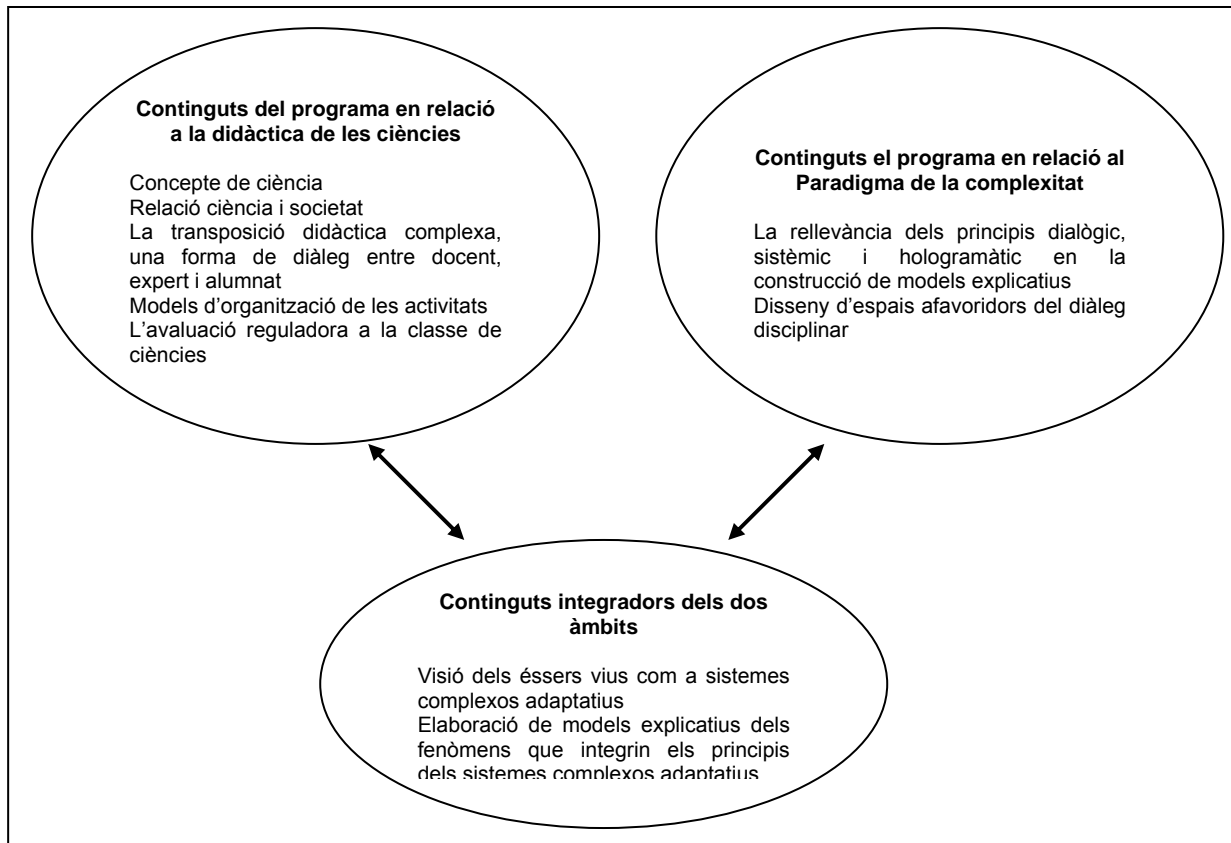 Continguts del programa en relació
a la didàctica de les ciències
Concepte de ciència
Relació ciència i societat
La transposició didàctica complexa,
una forma de diàleg entre docent,
expert i alumnat
Models d’organització de les activitats
L’avaluació reguladora a la classe de
ciències
Continguts el programa en relació al
Paradigma de la complexitat
La rellevància dels principis dialògic,
sistèmic i hologramàtic en la
construcció de models explicatius
Disseny d’espais afavoridors del diàleg
disciplinar
Continguts integradors dels dos
àmbits
Visió dels éssers vius com a sistemes
complexos adaptatius
Elaboració de models explicatius dels
fenòmens que integrin els principis
dels sistemes complexos adaptatius